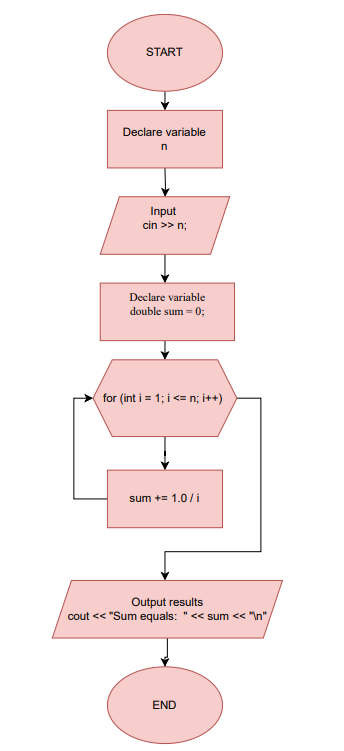 START
Declare variable
n
Input
cin >> n;
Declare variable
double sum = 0;
for (int i = 1; i <= n; i++)
sum += 1.0 / i
Output results
cout << "Sum equals:  " << sum << "\n"
END